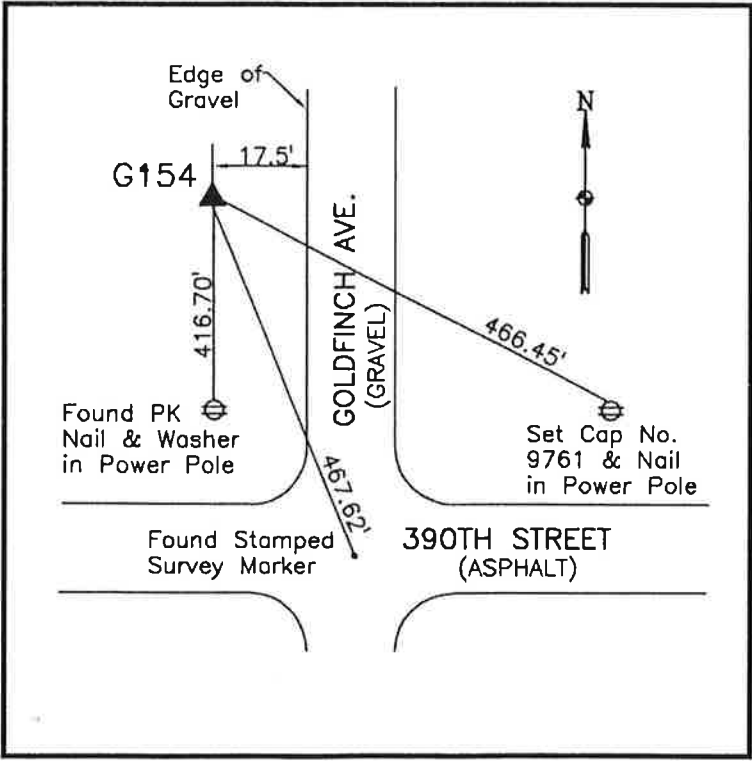 Edge of
Gravel
N
17.5'
G154
GOLDFINCH AVE.
(GRAVEL)
416.70'
466.45'
Found PK
Nail & Washer
in Power Pole
Set Cap No.
9761 & Nail
in Power Pole
467.62'
Found Stamped
Survey Marker
390TH STREET
(ASPHALT)